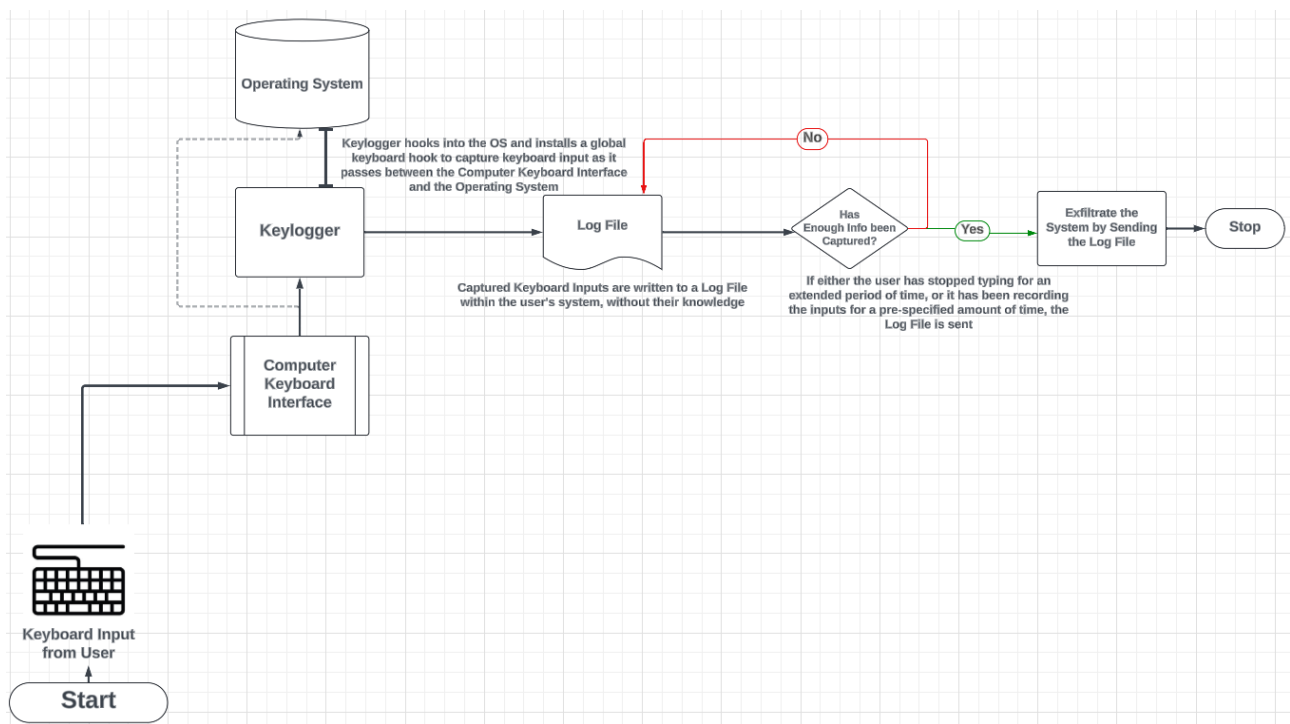 Operating System
Keylogger hooks into the OS and installs a global
keyboard hook to capture keyboard input as it
passes between the Computer Keyboard Interface
and the Operating System
No
Keylogger
Log File
Has
Enough Info been
Captured?
Yes
Exfiltrate the
System by Sending
the Log File
Stop
Captured Keyboard Inputs are written to a Log File
within the user's system, without their knowledge
If either the user has stopped typing for an
extended period of time, or it has been recording
the inputs for a pre-specified amount of time, the
Log File is sent
Computer
Keyboard
Interface
Keyboard Input
from User
Start